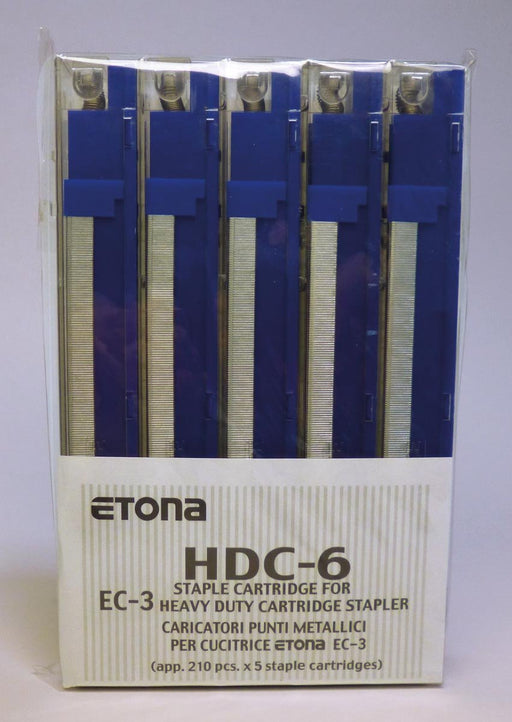 ETONA
HDC-6
STAPLE CARTRIDGE FOR
EC-3 HEAVY DUTY CARTRIDGE STAPLER
CARICATORI PUNTI METALLICI
PER CUCITRICE ETONA EC-3
(app. 210 pcs. x 5 staple cartridges)